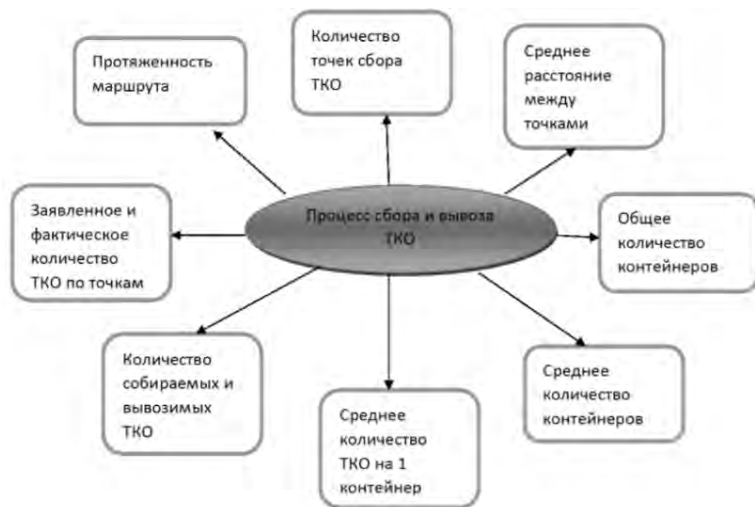 Протяженность
маршрута
Количество
точек сбора
ТКО
Среднее
расстояние
между
точками
Заявленное и
фактическое
количество
ТКО по точкам
Процесс сбора и вывоза
ТКО
Общее
количество
контейнеров
Количество
собираемых и
вывозимых
ТКО
Среднее
количество
ТКО на 1
контейнер
Среднее
количество
контейнеров